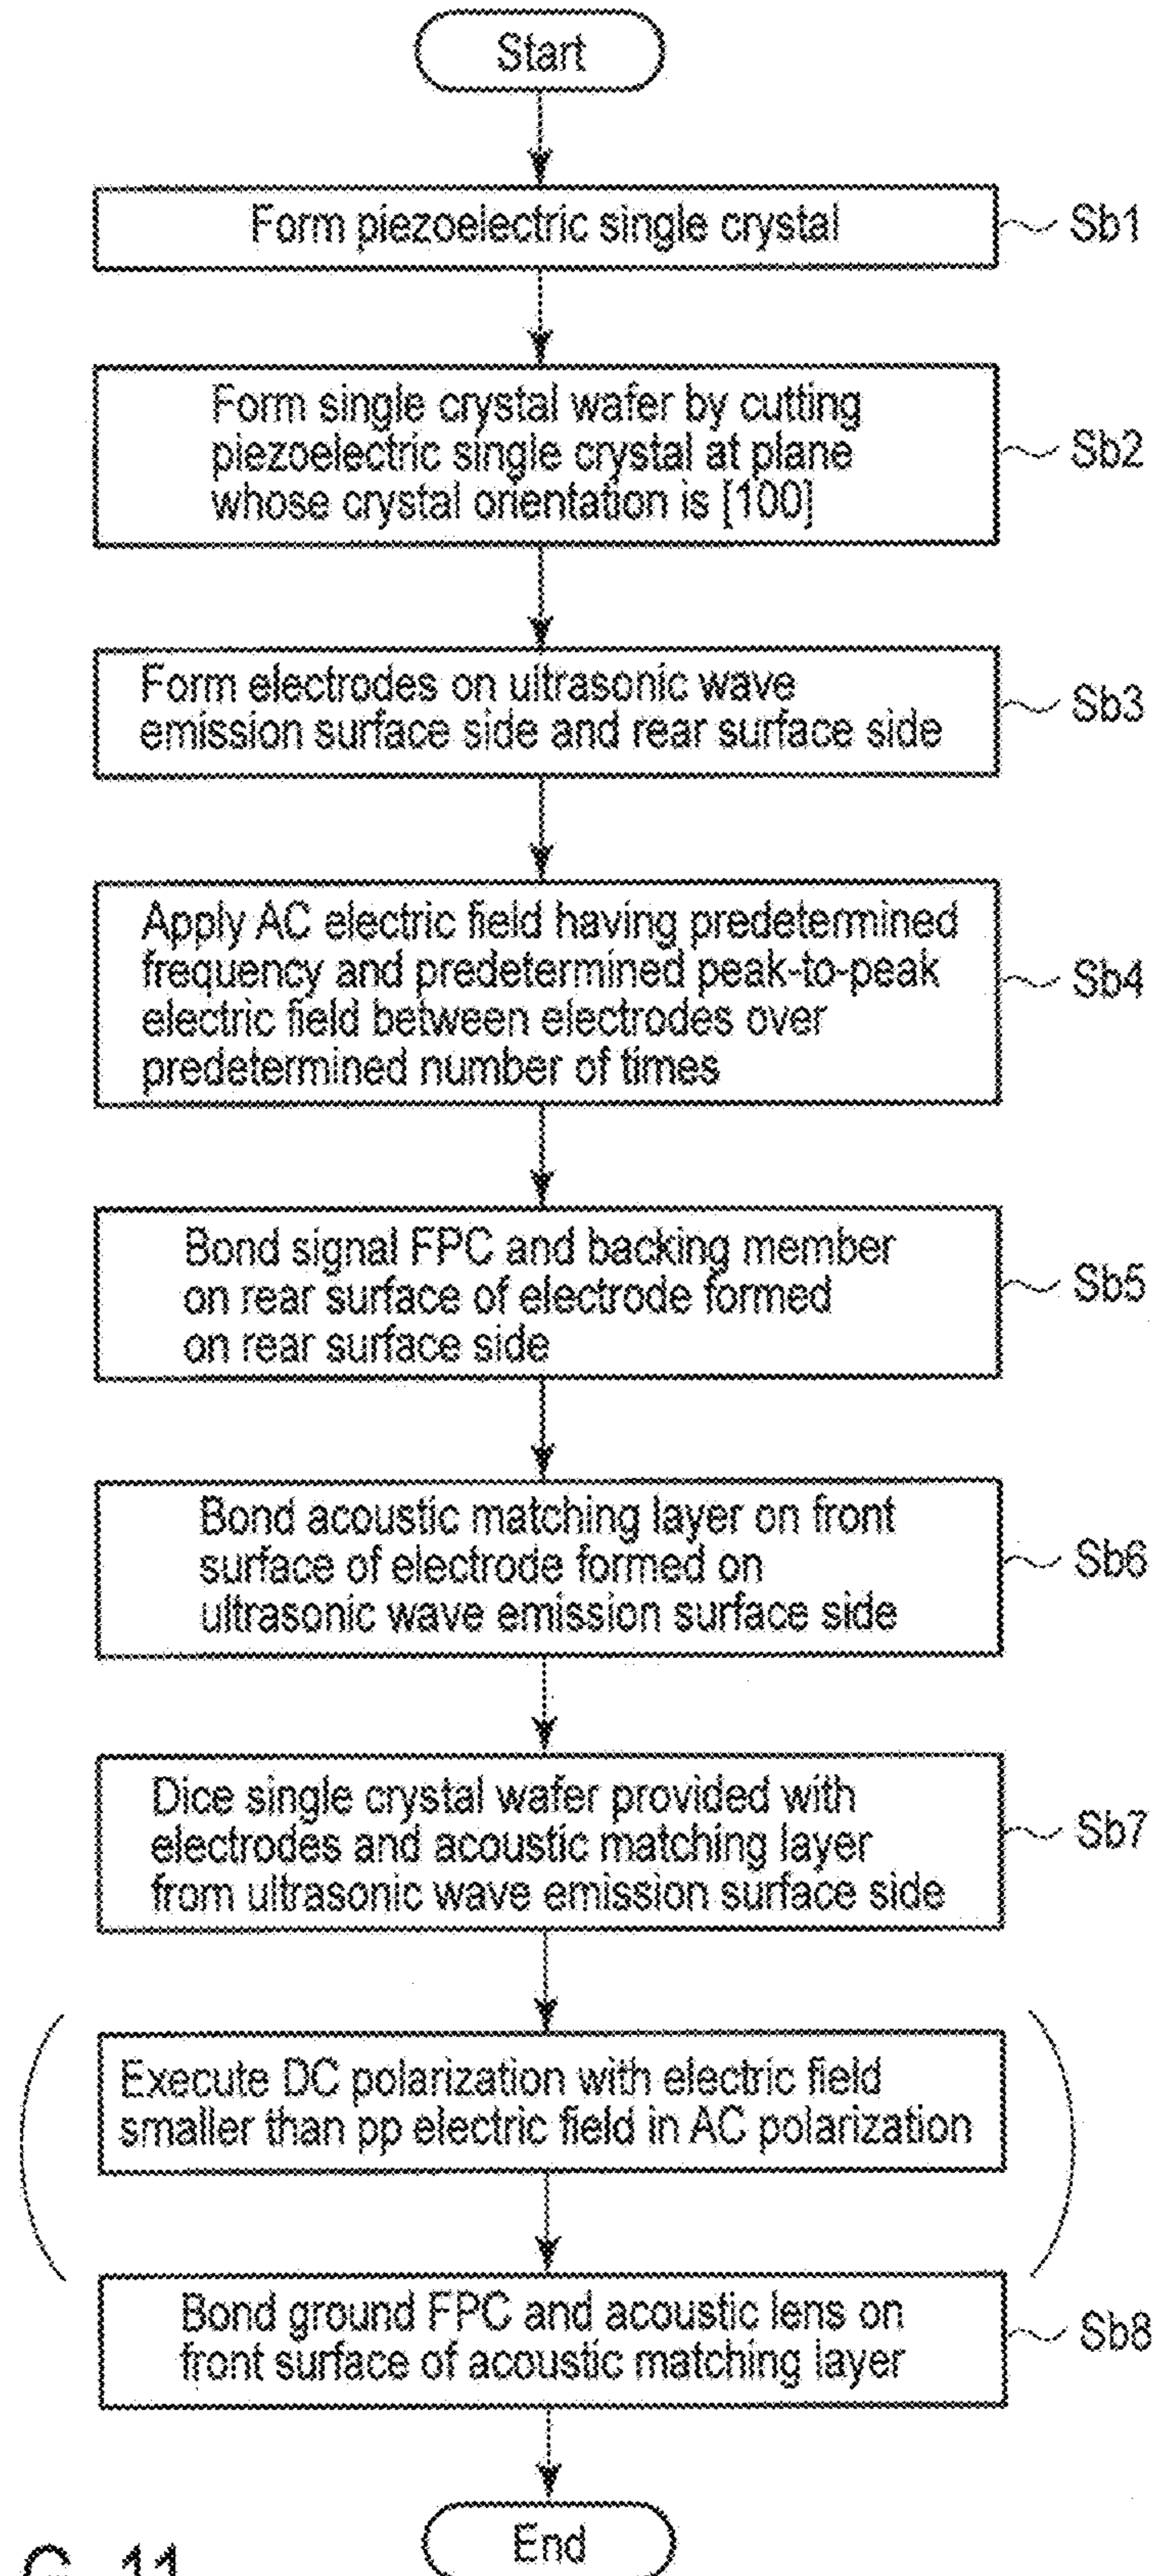 Start
Form piezoelectric single crystal
Sb1
Form single crystal wafer by cutting
piezoelectric single crystal at plane
whose crystal orientation is [100]
Sb2
Form electrodes on ultrasonic wave
emission surface side and rear surface side
Sb3
Apply AC electric field having predetermined
frequency and predetermined peak-to-peak
electric field between electrodes over
predetermined number of times
Sb4
Bond signal FPC and backing member
on rear surface of electrode formed
on rear surface side
Sb5
Bond acoustic matching layer on front
surface of electrode formed on
ultrasonic wave emission surface side
Sb6
Dice single crystal wafer provided with
electrodes and acoustic matching layer
from ultrasonic wave emission surface side
Sb7
Execute DC polarization with electric field
smaller than pp electric field in AC polarization
Bond ground FPC and acoustic lens on
front surface of acoustic matching layer
Sb8
End
G. 11